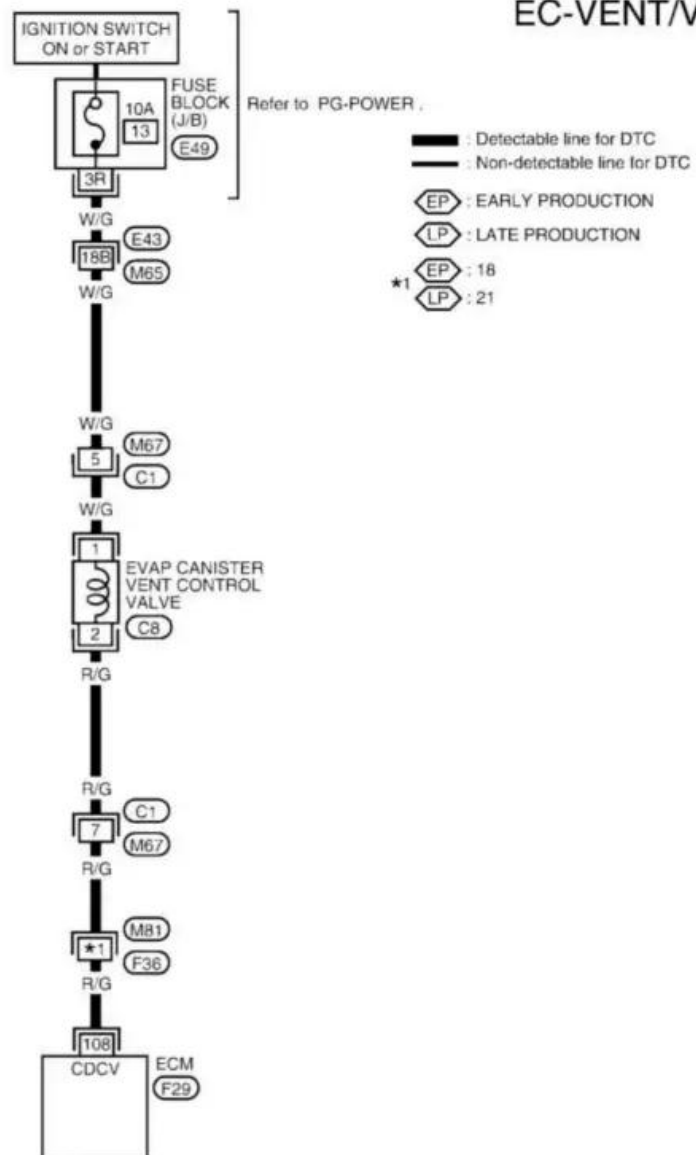 EC-VENT/V
IGNITION SWITCH
ON or START
FUSE
BLOCK
(J/B)
10A
13
E49
Refer to PG-POWER .
3R
: Detectable line for DTC
: Non-detectable line for DTC
EP : EARLY PRODUCTION
LP : LATE PRODUCTION
★1 EP : 18
LP : 21
W/G
E43
18B
M65
W/G
W/G
M67
5
C1
W/G
1
EVAP CANISTER
VENT CONTROL
VALVE
2
C8
R/G
R/G
C1
7
M67
R/G
M81
★1
F36
R/G
108
CDCV
ECM
F29